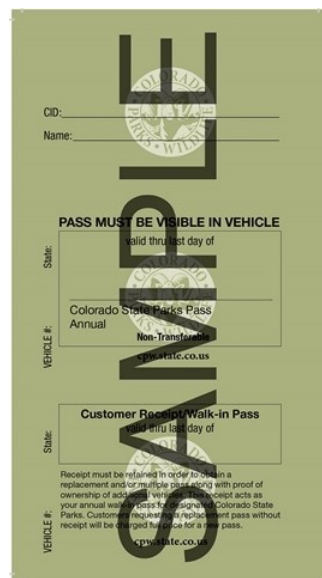 COLORADO
PARKS • WILDLIFE
CID:
Name:
SAMPLE
PASS MUST BE VISIBLE IN VEHICLE
valid thru last day of
State:
VEHICLE #:
COLORADO
Colorado State Parks Pass
Annual
Non-Transferable
cpw.state.co.us
Customer Receipt/Walk-in Pass
valid thru last day of
State:
VEHICLE #:
COLORADO
Receipt must be retained in order to obtain a
replacement and/or multiple pass along with proof of
ownership of additional vehicles. This receipt acts as
your annual walk-in pass for designated Colorado State
Parks. Customers requesting a replacement pass without
receipt will be charged full price for a new pass.
cpw.state.co.us